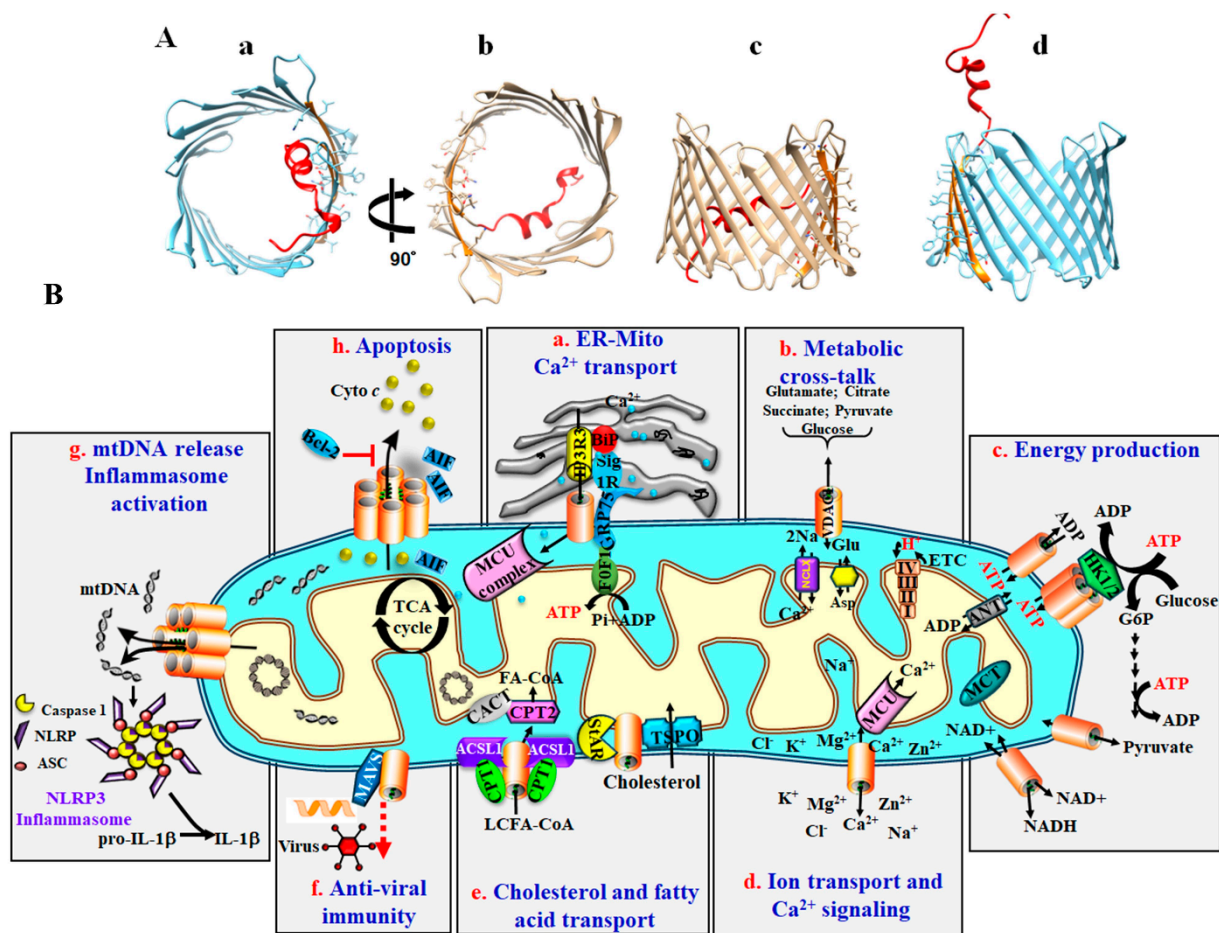 A
a
b
c
d
90°
B
h. Apoptosis
Cyto c
Bcl-2
AIF
AIF
AIF
a. ER-Mito
Ca²⁺ transport
Ca²⁺
IP3R3
BiP
Sig
1R
GRP75
F0F1
MCU
complex
ATP
Pi+ADP
b. Metabolic
cross-talk
Glutamate; Citrate
Succinate; Pyruvate
Glucose
VDAC1
2Na
Glu
NCLX
Ca²⁺
Asp
H⁺
ETC
IV
III
II
I
c. Energy production
ADP
ADP
ATP
HK1/2
ATP
ATP
Glucose
G6P
ANT
ADP
ATP
ADP
Pyruvate
MCT
NAD+
NAD+
NADH
g. mtDNA release
Inflammasome
activation
mtDNA
Caspase 1
NLRP
ASC
NLRP3
Inflammasome
pro-IL-1β
IL-1β
TCA
cycle
FA-CoA
CACT
CPT2
ACSL1
ACSL1
CPT1
CPT1
LCFA-CoA
StAR
TSPO
Cholesterol
Na⁺
Ca²⁺
MCU
Cl⁻
K⁺
Mg²⁺
Ca²⁺
Zn²⁺
K⁺
Mg²⁺
Zn²⁺
Cl⁻
Ca²⁺
Na⁺
MAVS
Virus
f. Anti-viral
immunity
e. Cholesterol and fatty
acid transport
d. Ion transport and
Ca²⁺ signaling